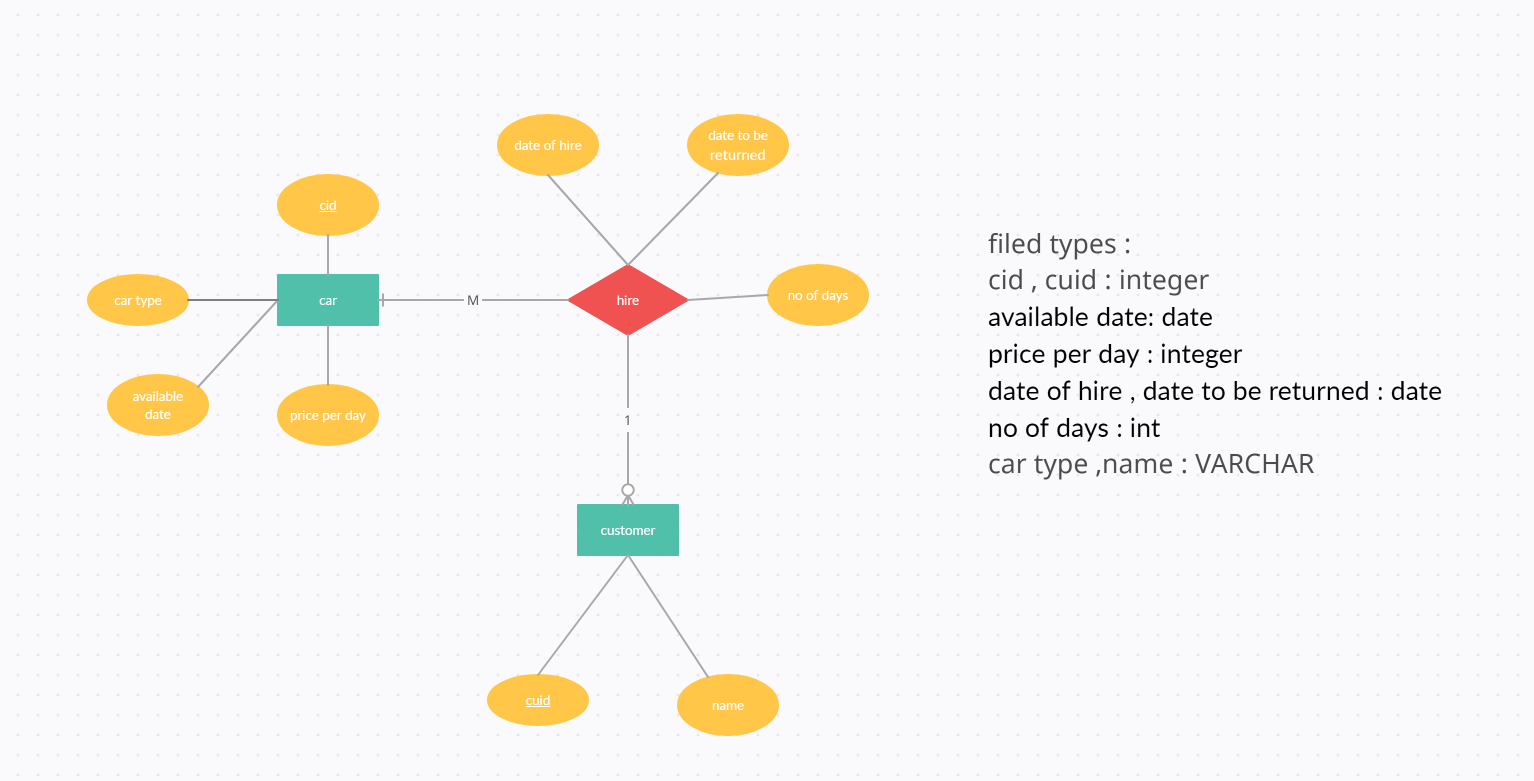 date of hire
date to be
returned
cid
car type
car
M
hire
no of days
available
date
price per day
1
customer
cuid
name
filed types :
cid , cuid : integer
available date: date
price per day : integer
date of hire , date to be returned : date
no of days : int
car type ,name : VARCHAR